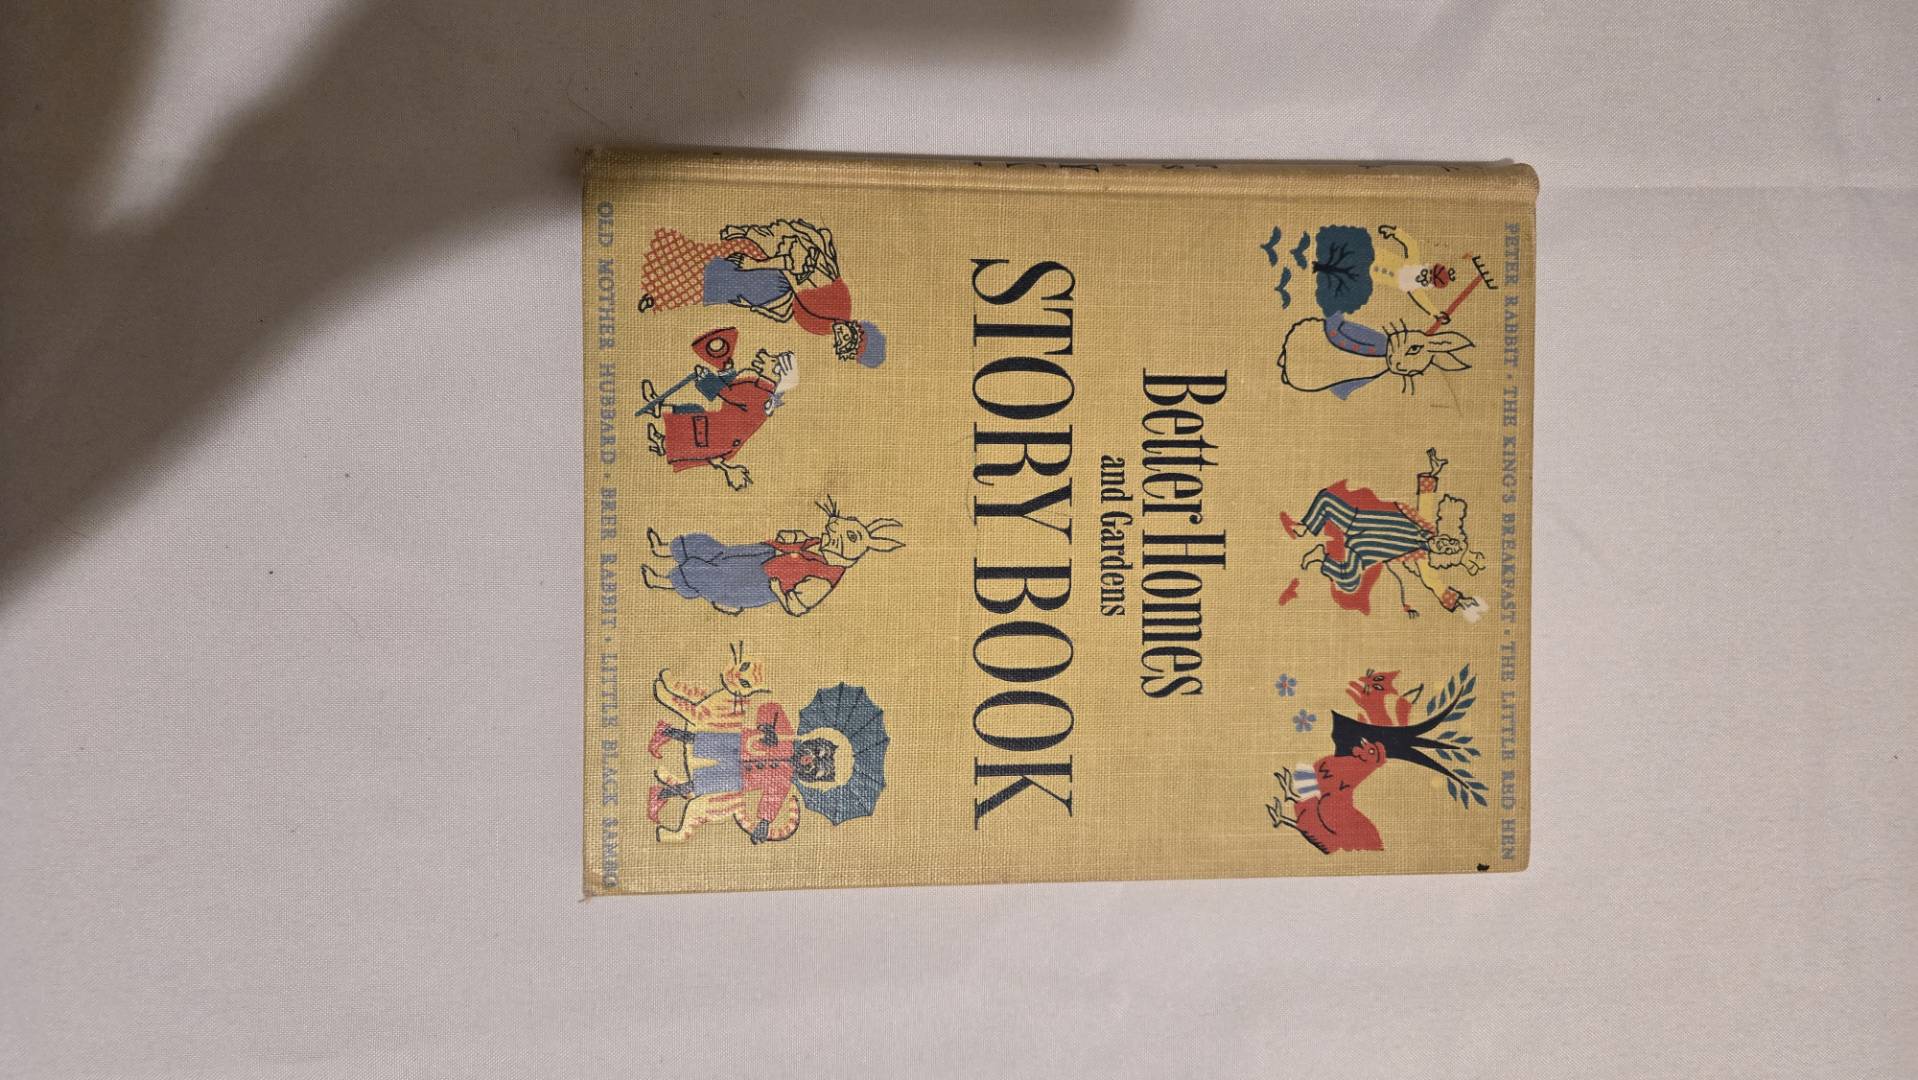 PETER RABBIT • THE KING'S BREAKFAST • THE LITTLE RED HEN
Better Homes
and Gardens
STORY BOOK
OLD MOTHER HUBBARD • BRER RABBIT • LITTLE BLACK SAMBO